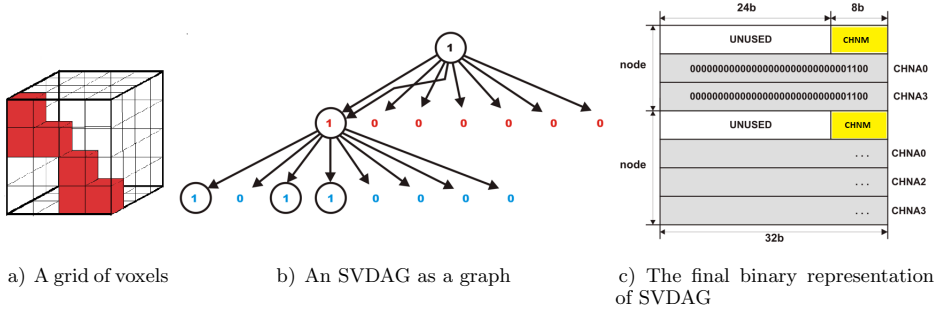 24b 8b
1
UNUSED CHNM
node
00000000000000000000000000001100 CHNA0
00000000000000000000000000001100 CHNA3
1 0 0 0 0 0 0
UNUSED CHNM
node
... CHNA0
... CHNA2
1 0 1 1 0 0 0 0
... CHNA3
32b
a) A grid of voxels
b) An SVDAG as a graph
c) The final binary representation
of SVDAG